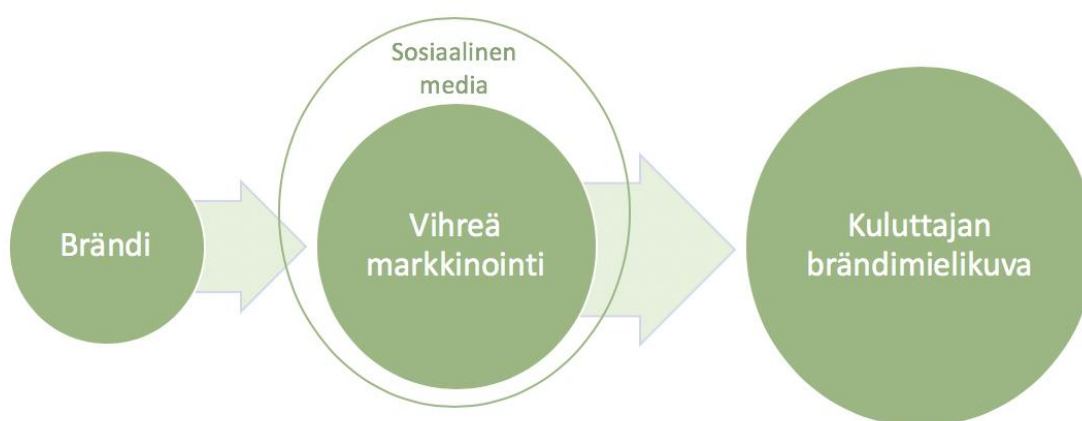 Sosiaalinen
media
Brändi
Vihreä
markkinointi
Kuluttajan
brändimielikuva